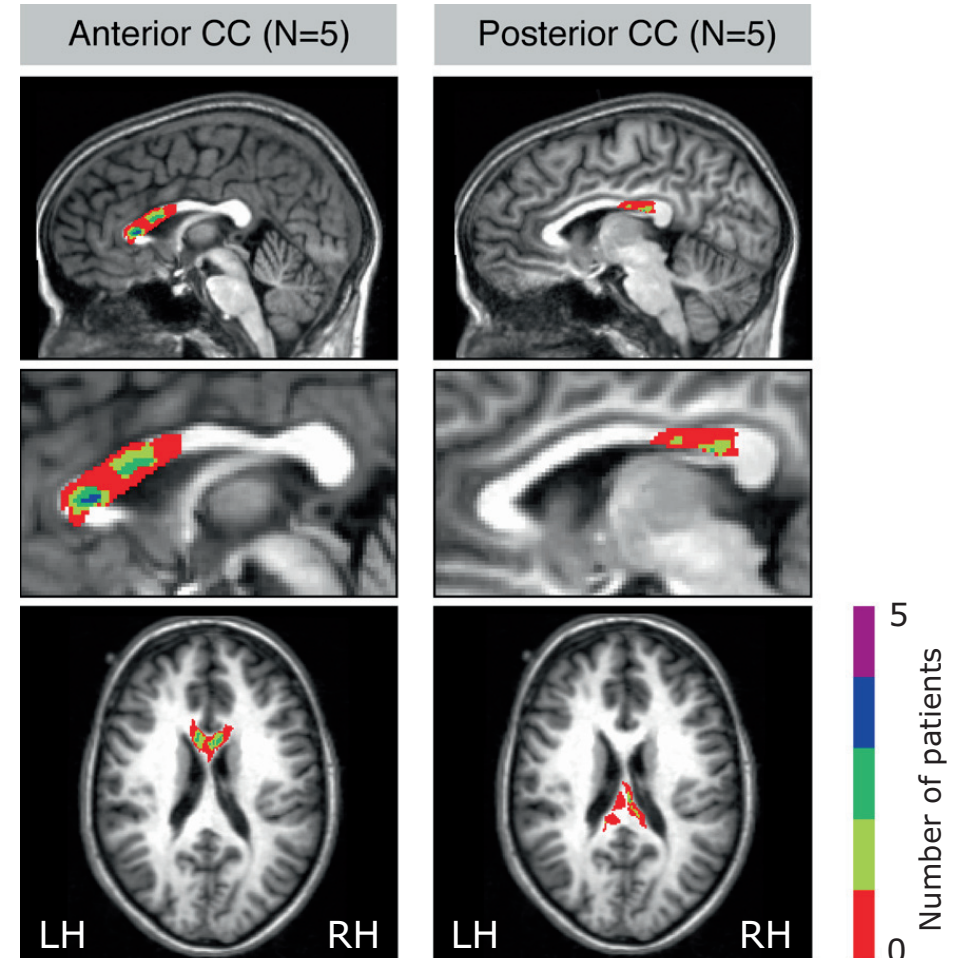 Anterior CC (N=5)
Posterior CC (N=5)
5
Number of patients
0
LH
RH
LH
RH